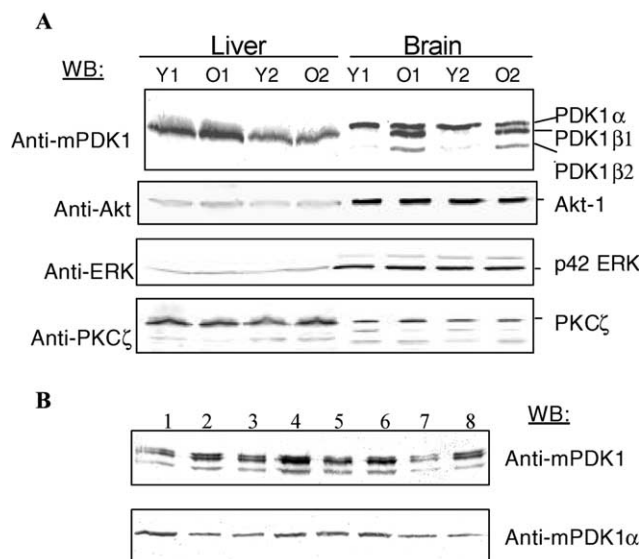 A
Liver Brain
WB: Y1 O1 Y2 O2 Y1 O1 Y2 O2
Anti-mPDK1 PDK1α
PDK1β1
PDK1β2
Anti-Akt Akt-1
Anti-ERK p42 ERK
Anti-PKCζ PKCζ
B
1 2 3 4 5 6 7 8 WB:
Anti-mPDK1
Anti-mPDK1α